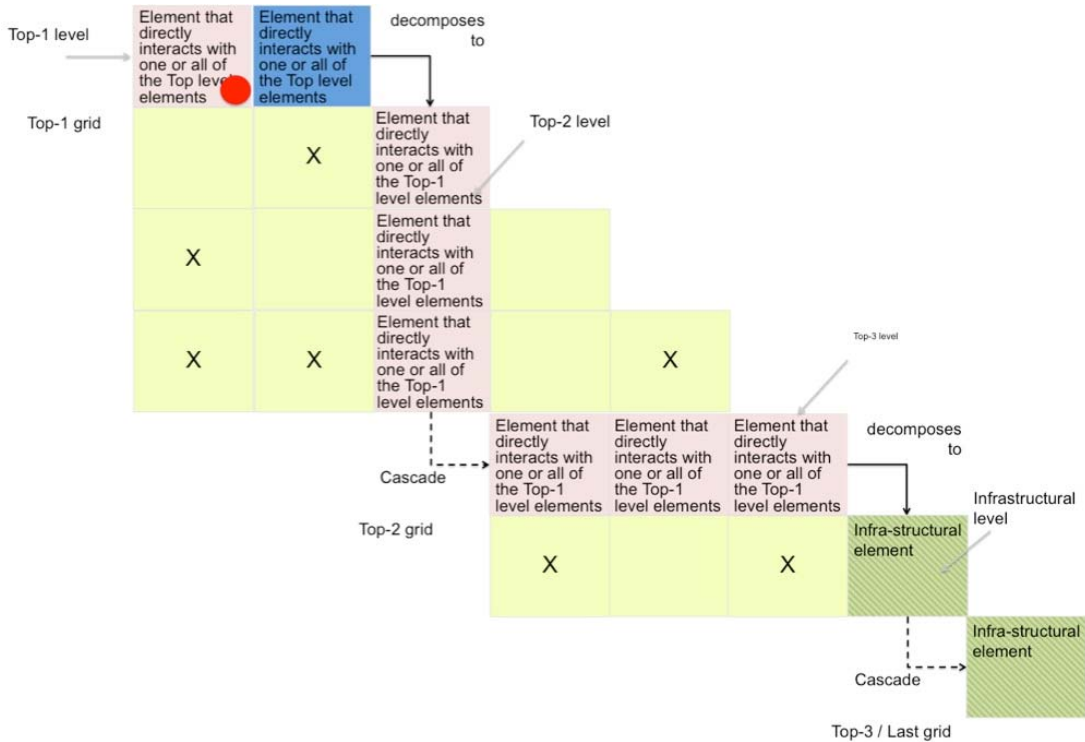 Element that
directly
interacts with
one or all of
the Top level
elements
Element that
directly
interacts with
one or all of
the Top level
elements
decomposes
to
Top-1 level
Top-1 grid
X
Element that
directly
interacts with
one or all of
the Top-1
level elements
Top-2 level
X
Element that
directly
interacts with
one or all of
the Top-1
level elements
X
X
Element that
directly
interacts with
one or all of
the Top-1
level elements
X
Top-3 level
Cascade
Element that
directly
interacts with
one or all of
the Top-1
level elements
Element that
directly
interacts with
one or all of
the Top-1
level elements
Element that
directly
interacts with
one or all of
the Top-1
level elements
decomposes
to
Infrastructural
level
Top-2 grid
X
X
Infra-structural
element
Infra-structural
element
Cascade
Top-3 / Last grid